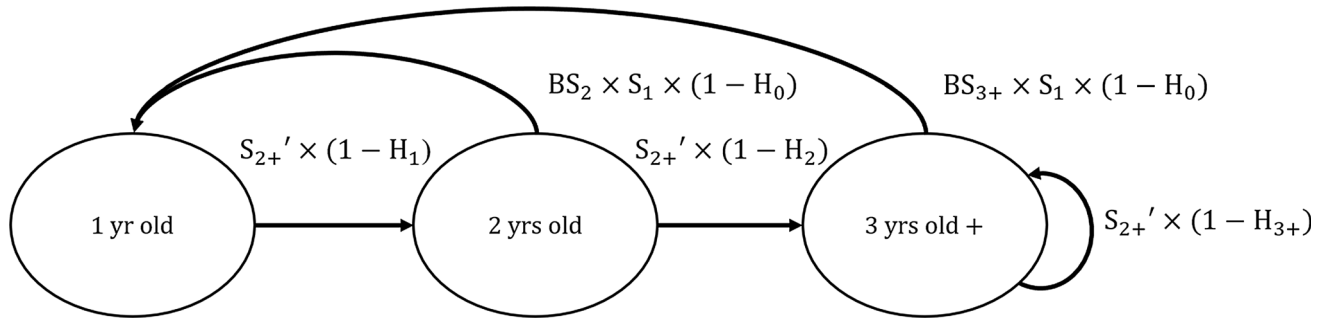 BS₂ × S₁ × (1 − H₀)
BS₃₊ × S₁ × (1 − H₀)
S₂₊′ × (1 − H₁)
S₂₊′ × (1 − H₂)
1 yr old
2 yrs old
3 yrs old +
S₂₊′ × (1 − H₃₊)